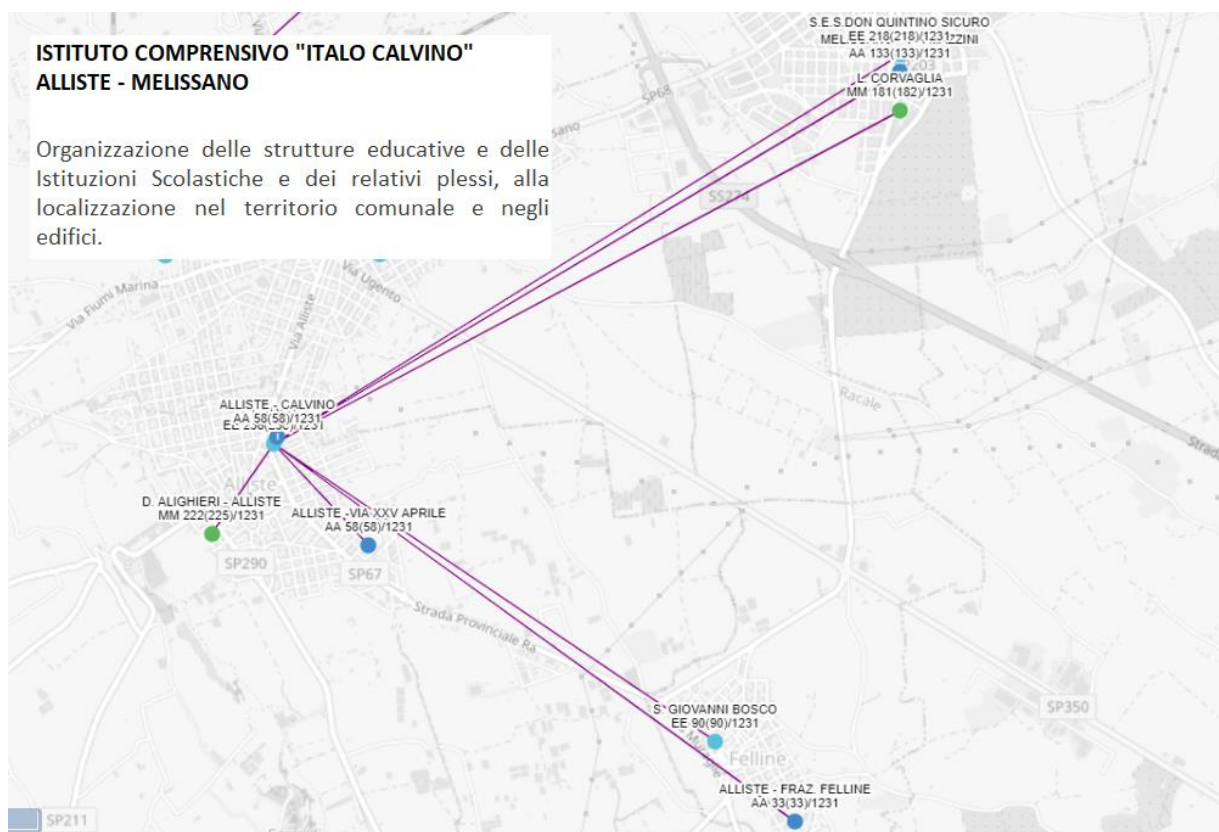 ISTITUTO COMPRENSIVO "ITALO CALVINO"
ALLISTE - MELISSANO
Organizzazione delle strutture educative e delle
Istituzioni Scolastiche e dei relativi plessi, alla
localizzazione nel territorio comunale e negli
edifici.
S.E.S.DON QUINTINO SICURO
EE 218(218)/1231
AA 133(133)/1231
SP203
L. CORVAGLIA
MM 181(182)/1231
SP68
SS274
Via Fiumi Marina
Via Ugento
Via Alliste
Racale
ALLISTE - CALVINO
AA 58(58)/1231
Alliste
D. ALIGHIERI - ALLISTE
MM 222(225)/1231
ALLISTE -VIA XXV APRILE
AA 58(58)/1231
SP290
SP67
Strada Provinciale Ra
Strada
S. GIOVANNI BOSCO
EE 90(90)/1231
SP350
Felline
ALLISTE - FRAZ. FELLINE
AA 33(33)/1231
SP211